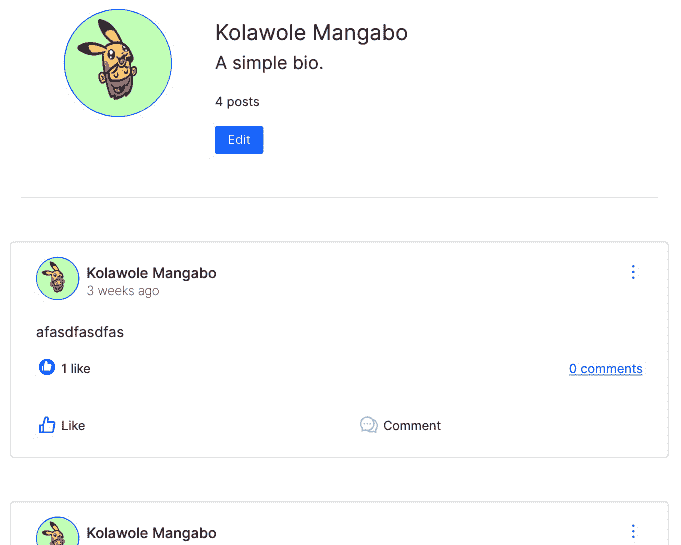 Kolawole Mangabo
A simple bio.
4 posts
Edit
Kolawole Mangabo
3 weeks ago
afasdfasdfas
1 like
0 comments
Like
Comment
Kolawole Mangabo